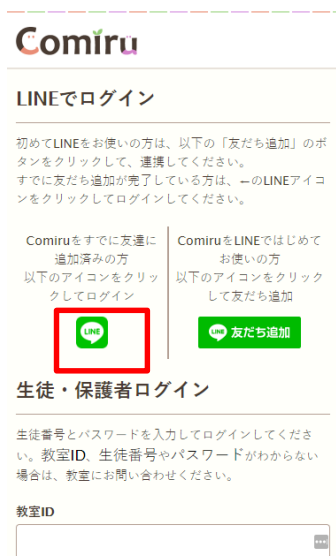 Comiru
LINEでログイン
初めてLINEをお使いの方は、以下の「友だち追加」のボ
タンをクリックして、連携してください。
すでに友だち追加が完了している方は、←のLINEアイコ
ンをクリックしてログインしてください。
Comiruをすでに友達に
追加済みの方
以下のアイコンをクリッ
クしてログイン
LINE
ComiruをLINEではじめて
お使いの方
以下のアイコンをクリック
して友だち追加
LINE 友だち追加
生徒・保護者ログイン
生徒番号とパスワードを入力してログインしてくださ
い。教室ID、生徒番号やパスワードがわからない
場合は、教室にお問い合わせください。
教室ID